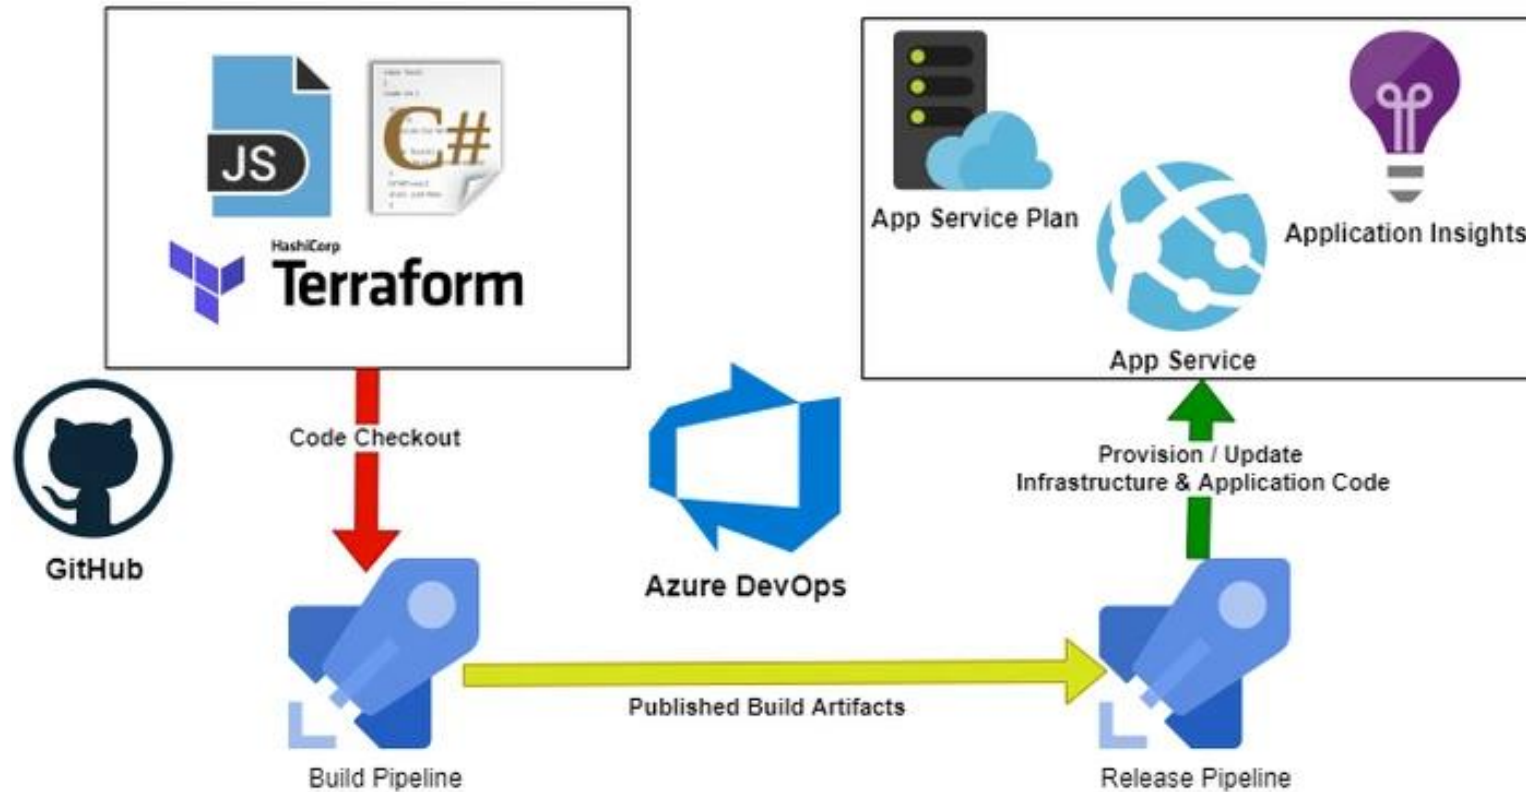 JS
C#
HashiCorp
Terraform
App Service Plan
Application Insights
App Service
Code Checkout
GitHub
Azure DevOps
Provision / Update
Infrastructure & Application Code
Published Build Artifacts
Build Pipeline
Release Pipeline